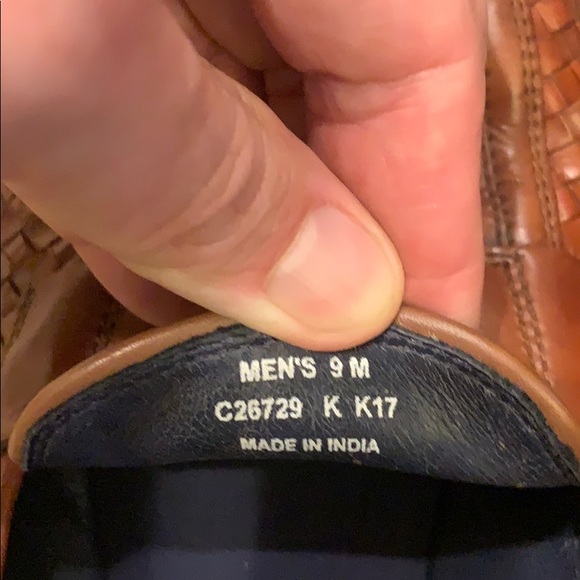 MEN'S 9 M
C26729 K K17
MADE IN INDIA